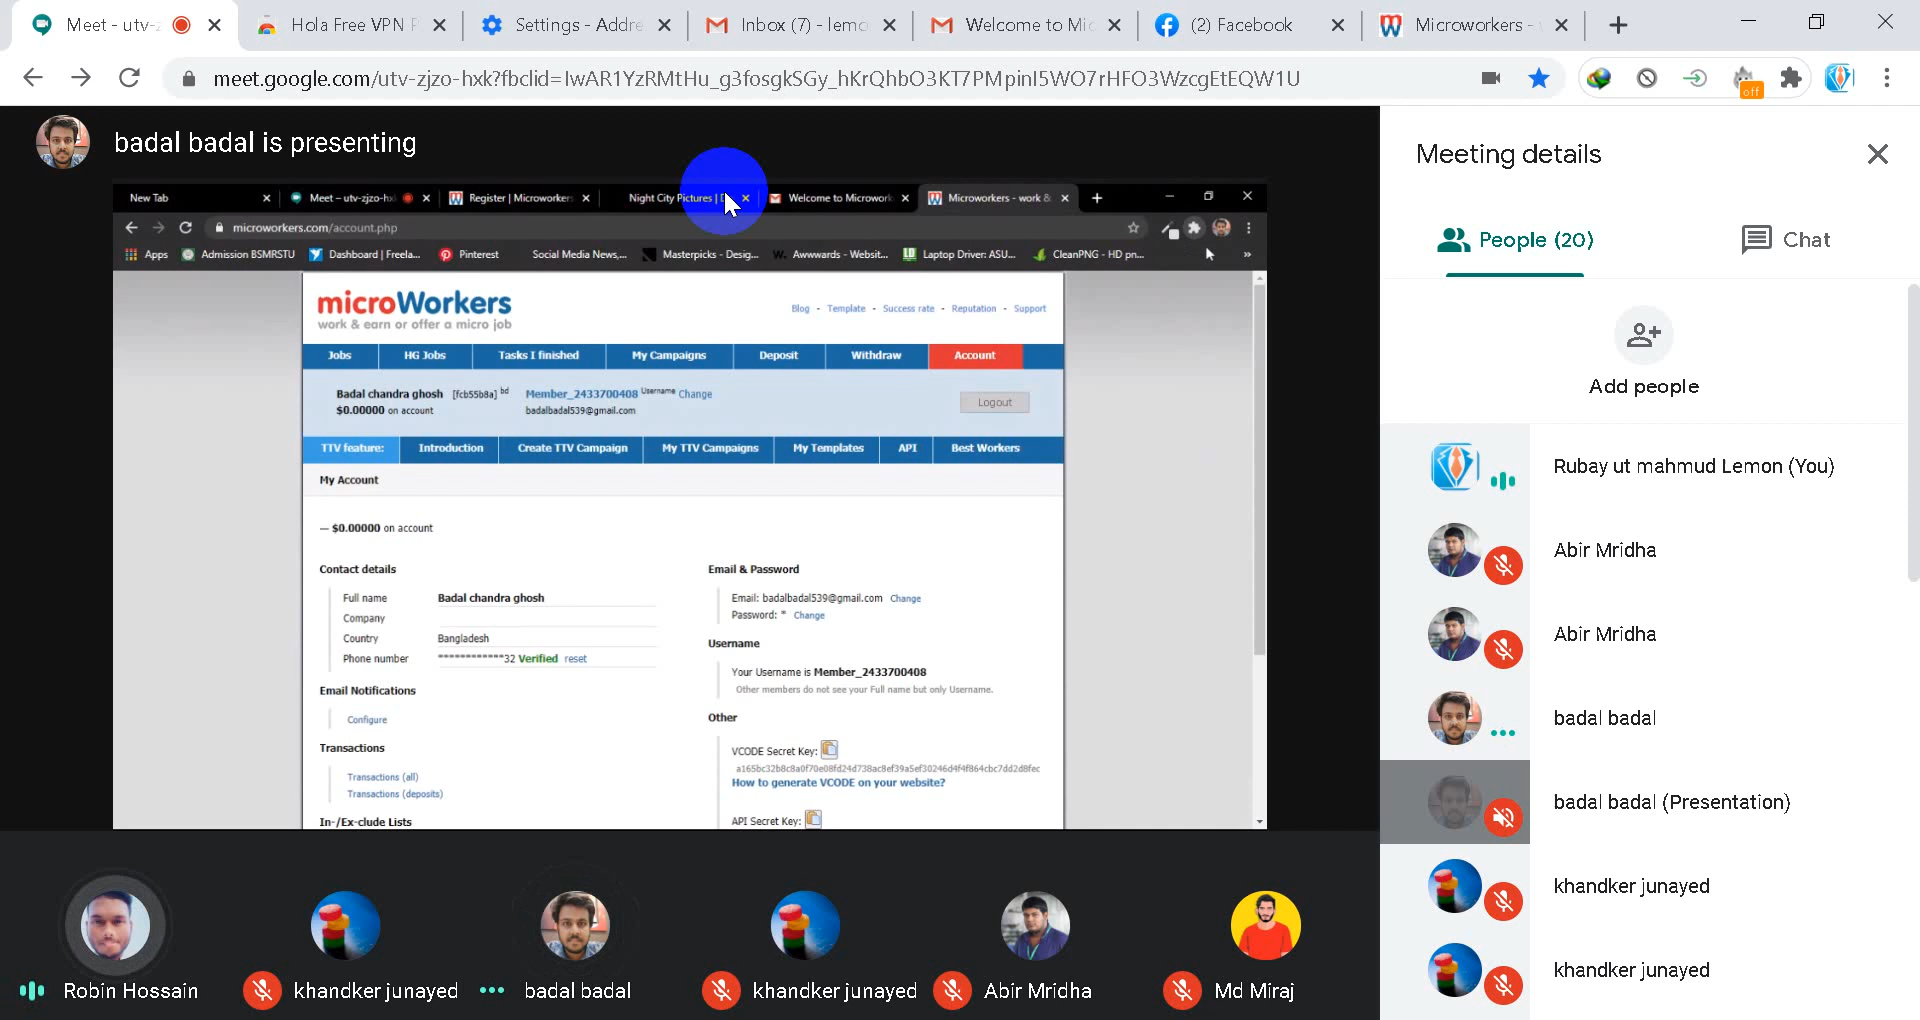 Meet - utv-z
Hola Free VPN P
Settings - Addre
Inbox (7) - lemo
Welcome to Mic
(2) Facebook
Microworkers -
meet.google.com/utv-zjzo-hxk?fbclid=IwAR1YzRMtHu_g3fosgkSGy_hKrQhbO3KT7PMpinI5WO7rHFO3WzcgEtEQW1U
off
badal badal is presenting
New Tab
Meet – utv-zjzo-hx
Register | Microworkers
Night City Pictures |
Welcome to Microwork
Microworkers - work &
microworkers.com/account.php
Apps
Admission BSMRSTU
Dashboard | Freela...
Pinterest
Social Media News,...
Masterpicks - Desig...
Awwwards - Websit...
Laptop Driver: ASU...
CleanPNG - HD pn...
»
microWorkers
work & earn or offer a micro job
Blog - Template - Success rate - Reputation - Support
Jobs
HG Jobs
Tasks I finished
My Campaigns
Deposit
Withdraw
Account
Badal chandra ghosh [fcb55b8a] bd
Member_2433700408 Username Change
$0.00000 on account
badalbadal539@gmail.com
Logout
TTV feature:
Introduction
Create TTV Campaign
My TTV Campaigns
My Templates
API
Best Workers
My Account
— $0.00000 on account
Contact details
Full name Badal chandra ghosh
Company
Country Bangladesh
Phone number ************32 Verified reset
Email Notifications
Configure
Transactions
Transactions (all)
Transactions (deposits)
In-/Ex-clude Lists
Email & Password
Email: badalbadal539@gmail.com Change
Password: * Change
Username
Your Username is Member_2433700408
Other members do not see your Full name but only Username.
Other
VCODE Secret Key:
How to generate VCODE on your website?
API Secret Key:
Robin Hossain
khandker junayed
badal badal
khandker junayed
Abir Mridha
Md Miraj
Meeting details
People (20)
Chat
Add people
Rubay ut mahmud Lemon (You)
Abir Mridha
Abir Mridha
badal badal
badal badal (Presentation)
khandker junayed
khandker junayed